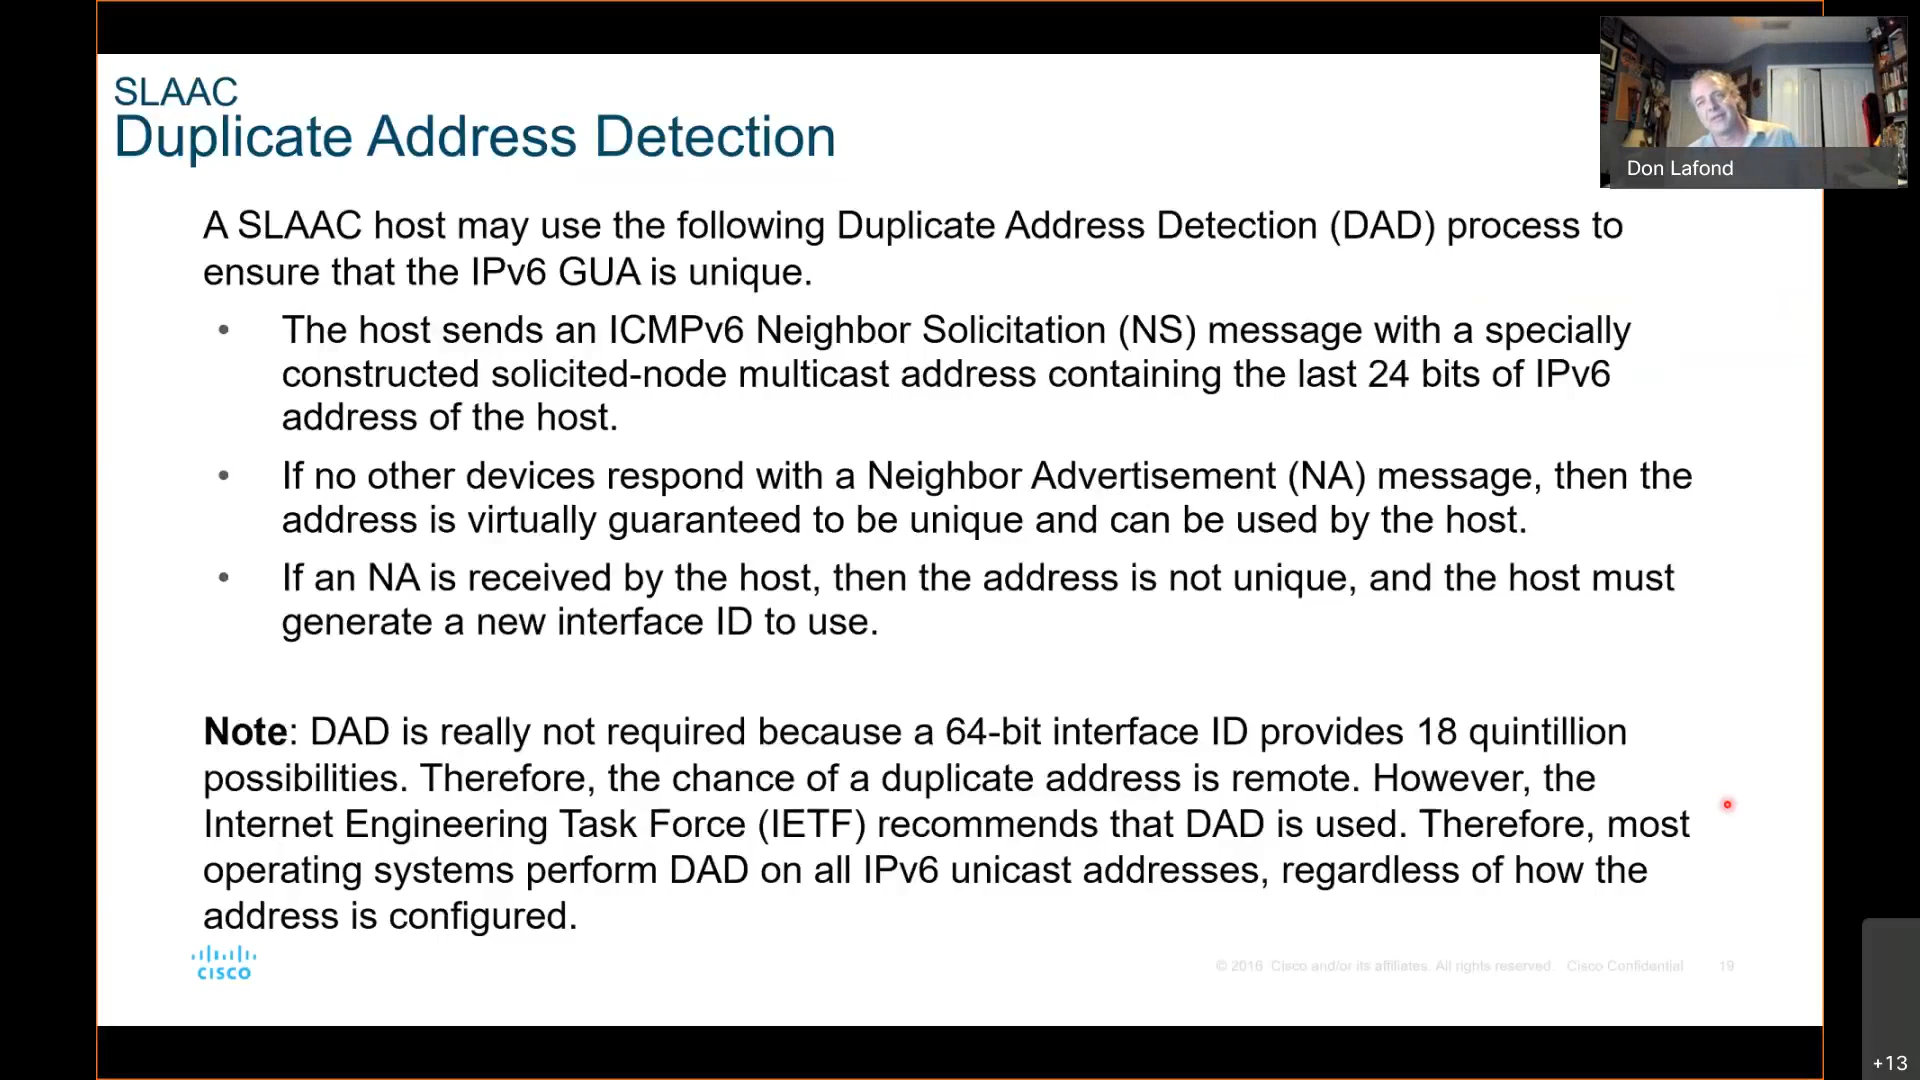 SLAAC
Duplicate Address Detection
Don Lafond
A SLAAC host may use the following Duplicate Address Detection (DAD) process to
ensure that the IPv6 GUA is unique.
• The host sends an ICMPv6 Neighbor Solicitation (NS) message with a specially
constructed solicited-node multicast address containing the last 24 bits of IPv6
address of the host.
• If no other devices respond with a Neighbor Advertisement (NA) message, then the
address is virtually guaranteed to be unique and can be used by the host.
• If an NA is received by the host, then the address is not unique, and the host must
generate a new interface ID to use.
Note: DAD is really not required because a 64-bit interface ID provides 18 quintillion
possibilities. Therefore, the chance of a duplicate address is remote. However, the
Internet Engineering Task Force (IETF) recommends that DAD is used. Therefore, most
operating systems perform DAD on all IPv6 unicast addresses, regardless of how the
address is configured.
CISCO
© 2016 Cisco and/or its affiliates. All rights reserved. Cisco Confidential 19
+13